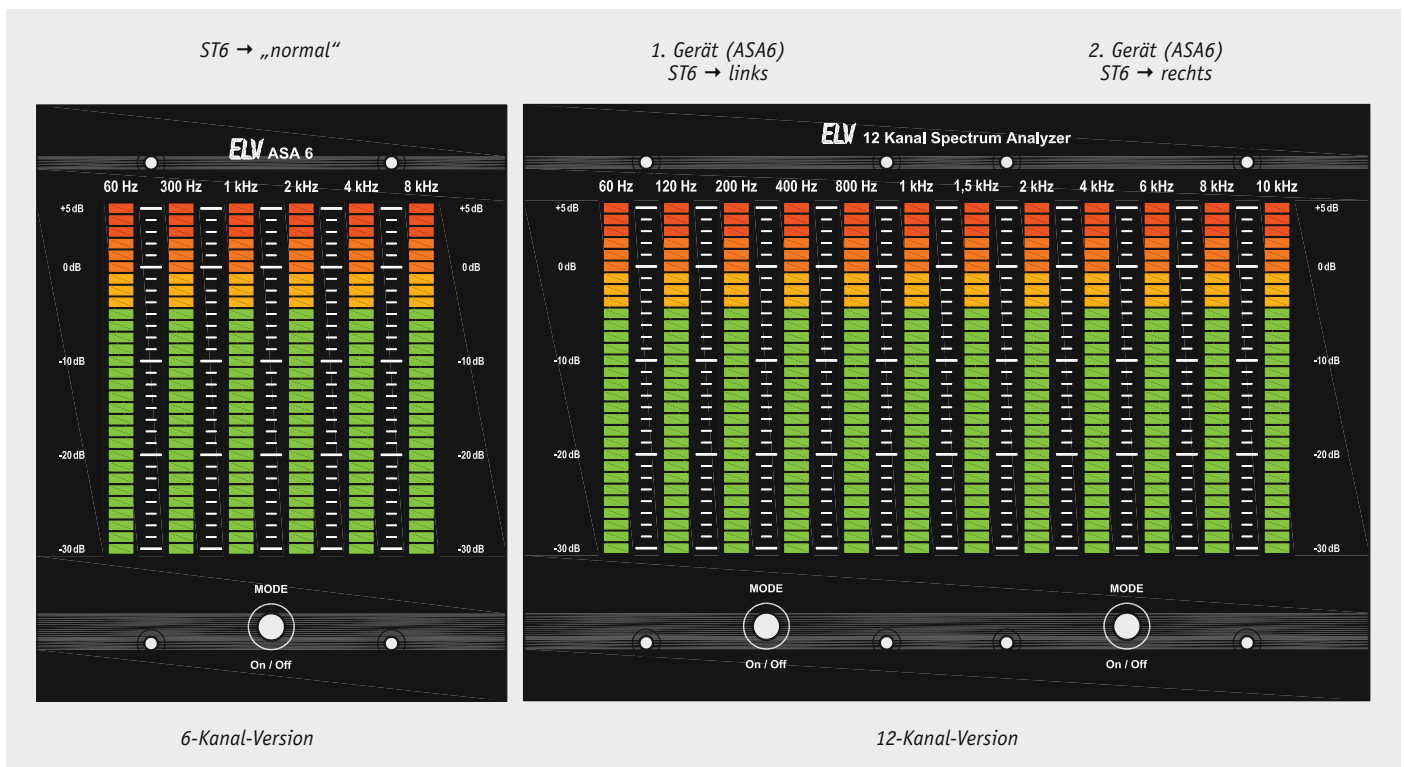 ST6 → „normal“
1. Gerät (ASA6)
ST6 → links
2. Gerät (ASA6)
ST6 → rechts
ELV ASA 6
60 Hz 300 Hz 1 kHz 2 kHz 4 kHz 8 kHz
+5 dB +5 dB
0 dB 0 dB
-10 dB -10 dB
-20 dB -20 dB
-30 dB -30 dB
MODE
On / Off
6-Kanal-Version
ELV 12 Kanal Spectrum Analyzer
60 Hz 120 Hz 200 Hz 400 Hz 800 Hz 1 kHz 1,5 kHz 2 kHz 4 kHz 6 kHz 8 kHz 10 kHz
+5 dB +5 dB
0 dB 0 dB
-10 dB -10 dB
-20 dB -20 dB
-30 dB -30 dB
MODE MODE
On / Off On / Off
12-Kanal-Version